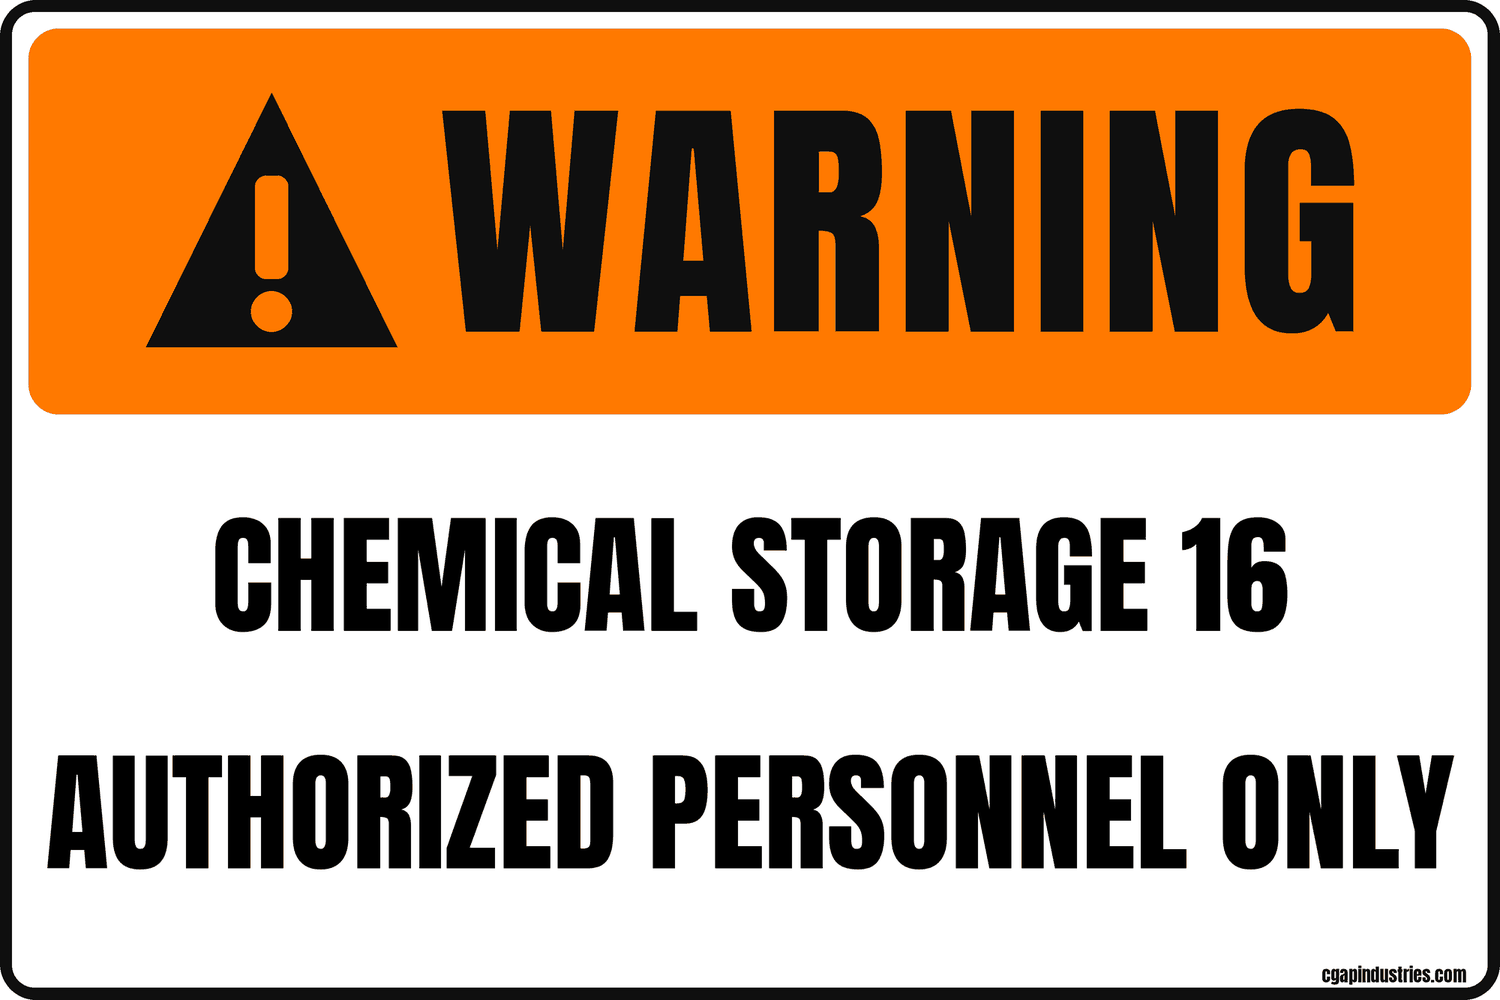 WARNING
CHEMICAL STORAGE 16
AUTHORIZED PERSONNEL ONLY
cgapindustries.com